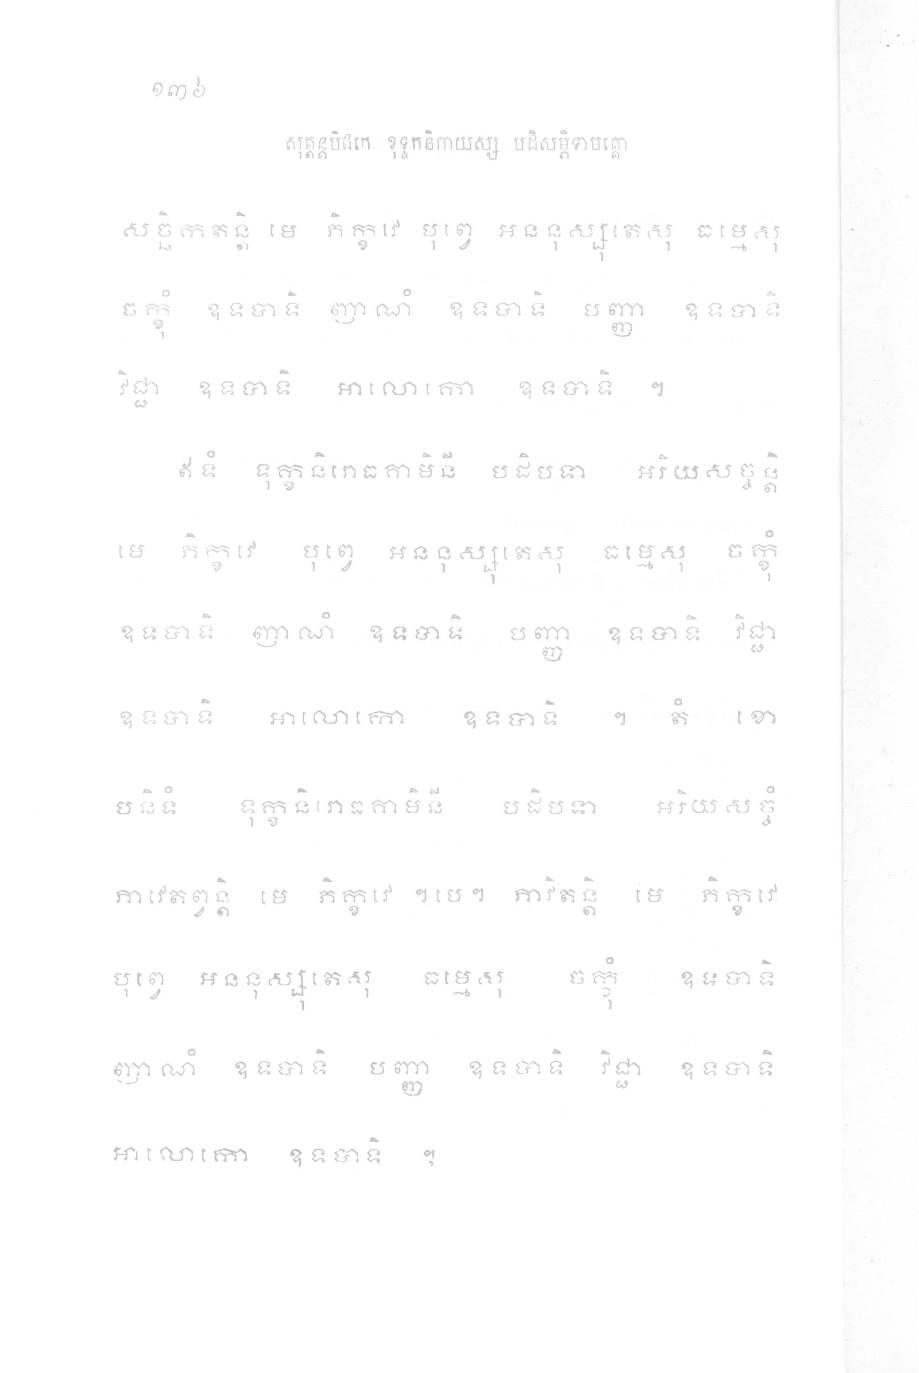 ១៣៦
សុត្តន្តបិដកេ ខុទ្ទកនិកាយស្ស បដិសម្ភិទាមគ្គោ
សច្ឆិកតន្តិ មេ ភិក្ខវេ បុព្វេ អននុស្សុតេសុ ធម្មេសុ
ចក្ខុំ ឧទបាទិ ញាណំ ឧទបាទិ បញ្ញា ឧទបាទិ
វិជ្ជា ឧទបាទិ អាលោកោ ឧទបាទិ ។
ឥទំ ទុក្ខនិរោធគាមិនី បដិបទា អរិយសច្ចន្តិ
មេ ភិក្ខវេ បុព្វេ អននុស្សុតេសុ ធម្មេសុ ចក្ខុំ
ឧទបាទិ ញាណំ ឧទបាទិ បញ្ញា ឧទបាទិ វិជ្ជា
ឧទបាទិ អាលោកោ ឧទបាទិ ។ តំ ខោ
បនិទំ ទុក្ខនិរោធគាមិនី បដិបទា អរិយសច្ចំ
ភាវេតព្វន្តិ មេ ភិក្ខវេ ។បេ។ ភាវិតន្តិ មេ ភិក្ខវេ
បុព្វេ អននុស្សុតេសុ ធម្មេសុ ចក្ខុំ ឧទបាទិ
ញាណំ ឧទបាទិ បញ្ញា ឧទបាទិ វិជ្ជា ឧទបាទិ
អាលោកោ ឧទបាទិ ។